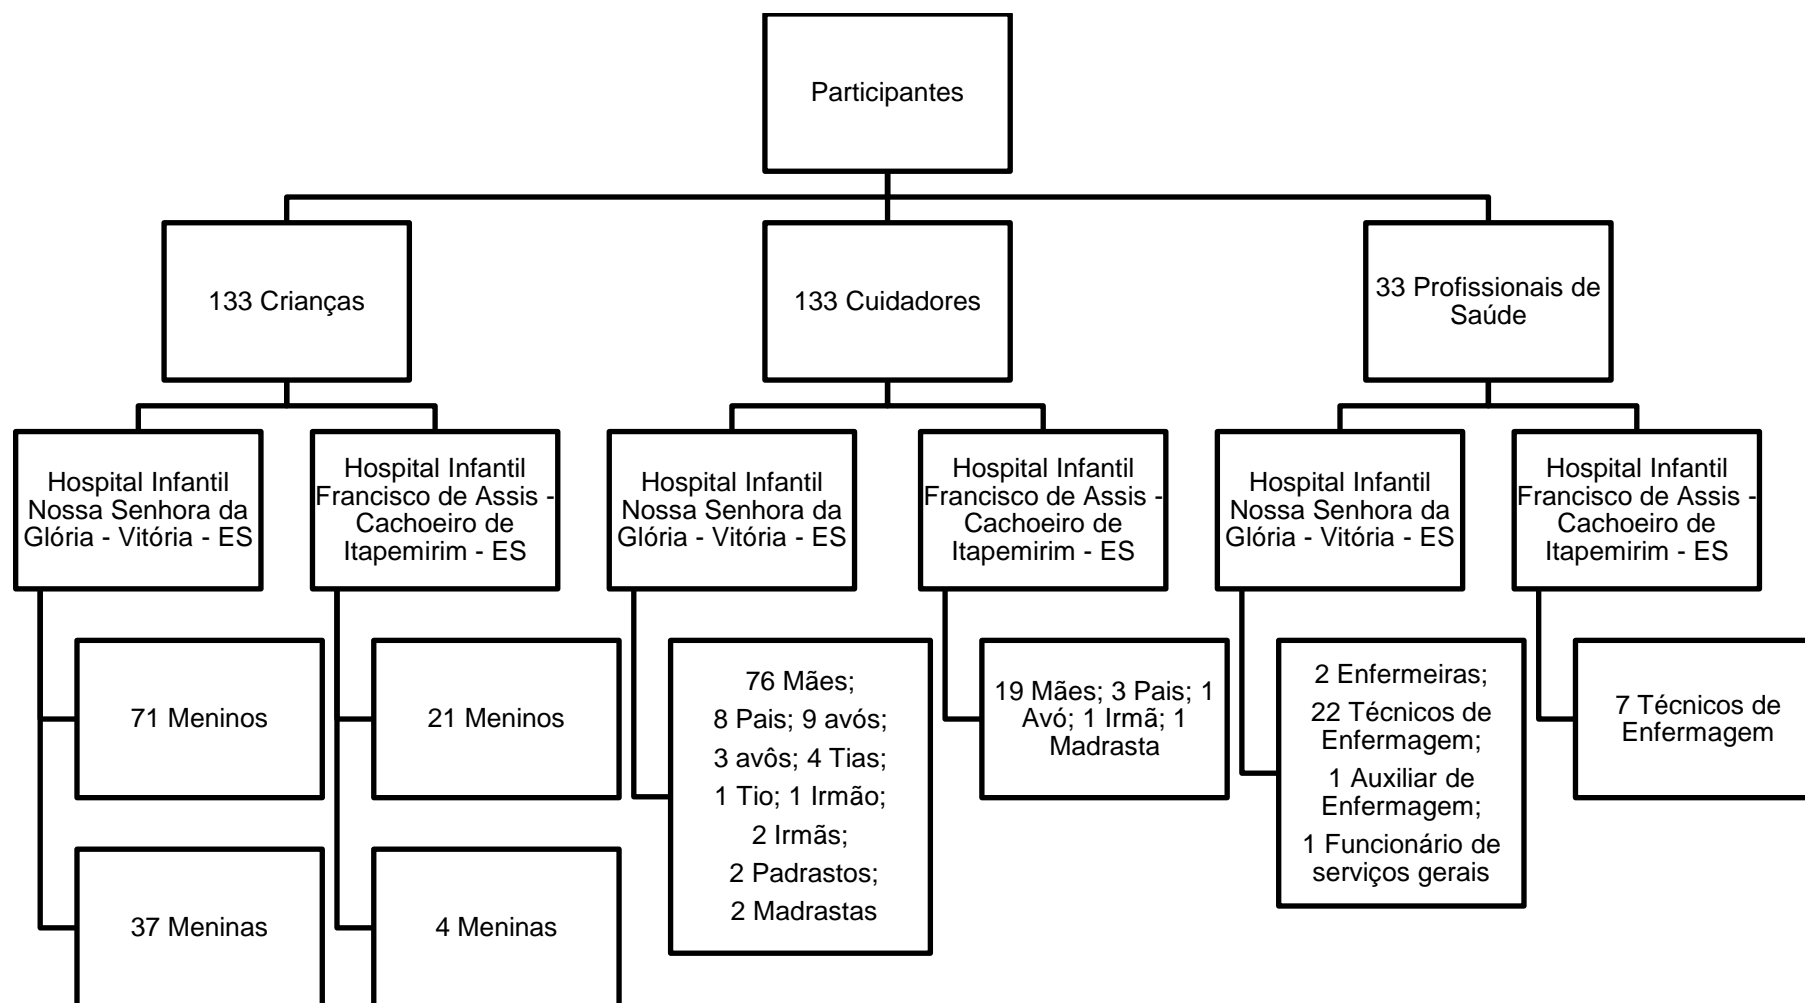 Participantes
133 Crianças
133 Cuidadores
33 Profissionais de
Saúde
Hospital Infantil
Nossa Senhora da
Glória - Vitória - ES
Hospital Infantil
Francisco de Assis -
Cachoeiro de
Itapemirim - ES
Hospital Infantil
Nossa Senhora da
Glória - Vitória - ES
Hospital Infantil
Francisco de Assis -
Cachoeiro de
Itapemirim - ES
Hospital Infantil
Nossa Senhora da
Glória - Vitória - ES
Hospital Infantil
Francisco de Assis -
Cachoeiro de
Itapemirim - ES
71 Meninos
37 Meninas
21 Meninos
4 Meninas
76 Mães;
8 Pais; 9 avós;
3 avôs; 4 Tias;
1 Tio; 1 Irmão;
2 Irmãs;
2 Padrastos;
2 Madrastas
19 Mães; 3 Pais; 1
Avó; 1 Irmã; 1
Madrasta
2 Enfermeiras;
22 Técnicos de
Enfermagem;
1 Auxiliar de
Enfermagem;
1 Funcionário de
serviços gerais
7 Técnicos de
Enfermagem